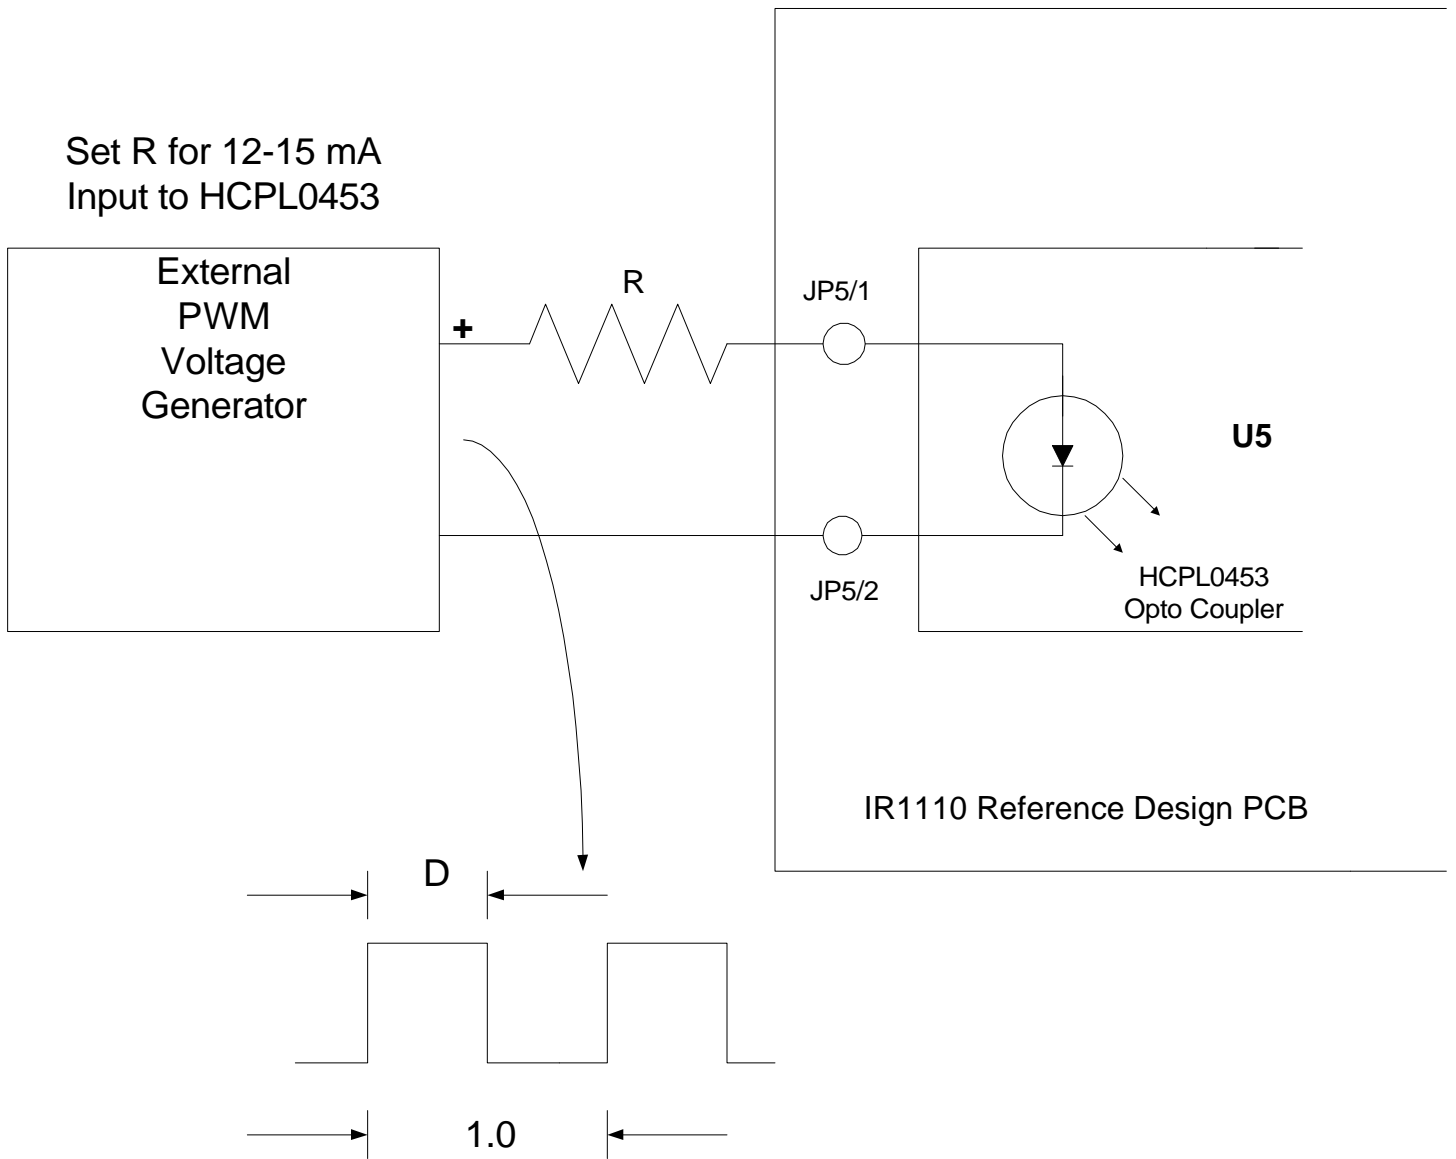 Set R for 12-15 mA
Input to HCPL0453
External
PWM
Voltage
Generator
+
R
JP5/1
U5
JP5/2
HCPL0453
Opto Coupler
IR1110 Reference Design PCB
D
1.0